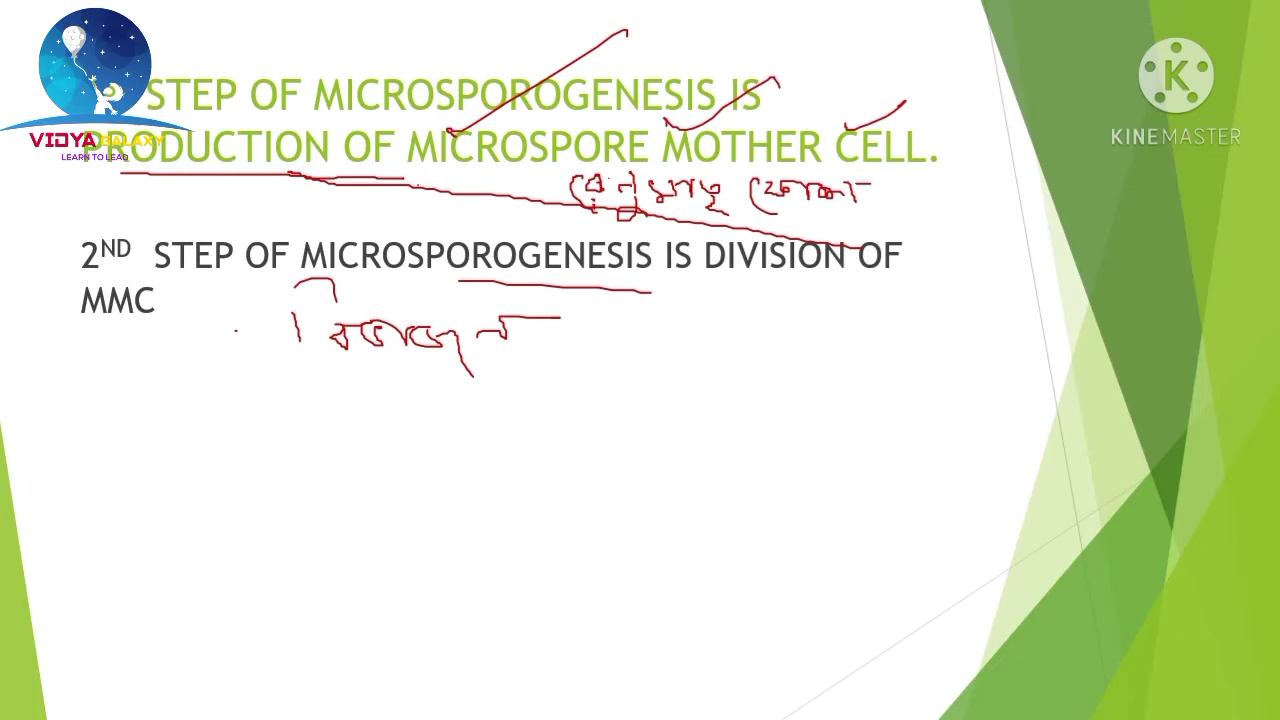 STEP OF MICROSPOROGENESIS IS
PRODUCTION OF MICROSPORE MOTHER CELL.
VIDYA GALAXY
LEARN TO LEAD
K
KINEMASTER
2ND STEP OF MICROSPOROGENESIS IS DIVISION OF
MMC
বিভাজন